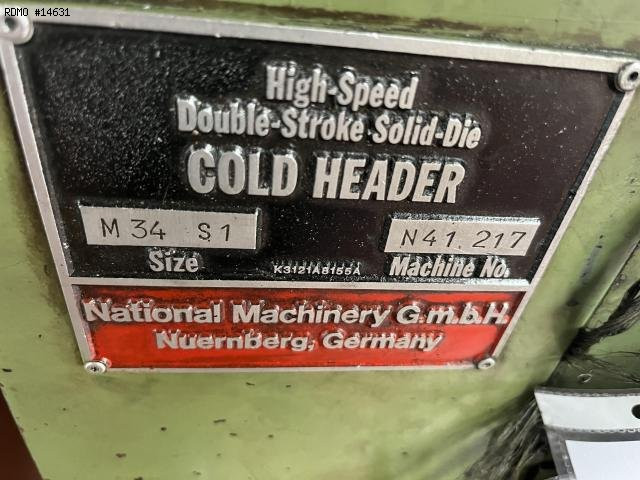 RDMO #14631
High-Speed
Double-Stroke Solid-Die
COLD HEADER
M 34 S1
N41.217
Size
K3121A8155A
Machine No.
National Machinery G.m.b.H.
Nuernberg, Germany